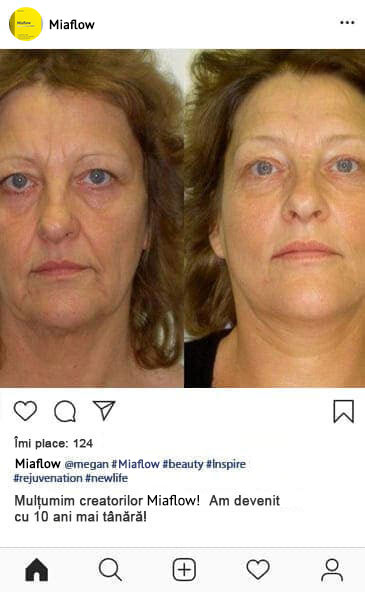 Miaflow
Miaflow
Îmi place: 124
Miaflow @megan #Miaflow #beauty #Inspire
#rejuvenation #newlife
Mulțumim creatorilor Miaflow! Am devenit
cu 10 ani mai tânără!